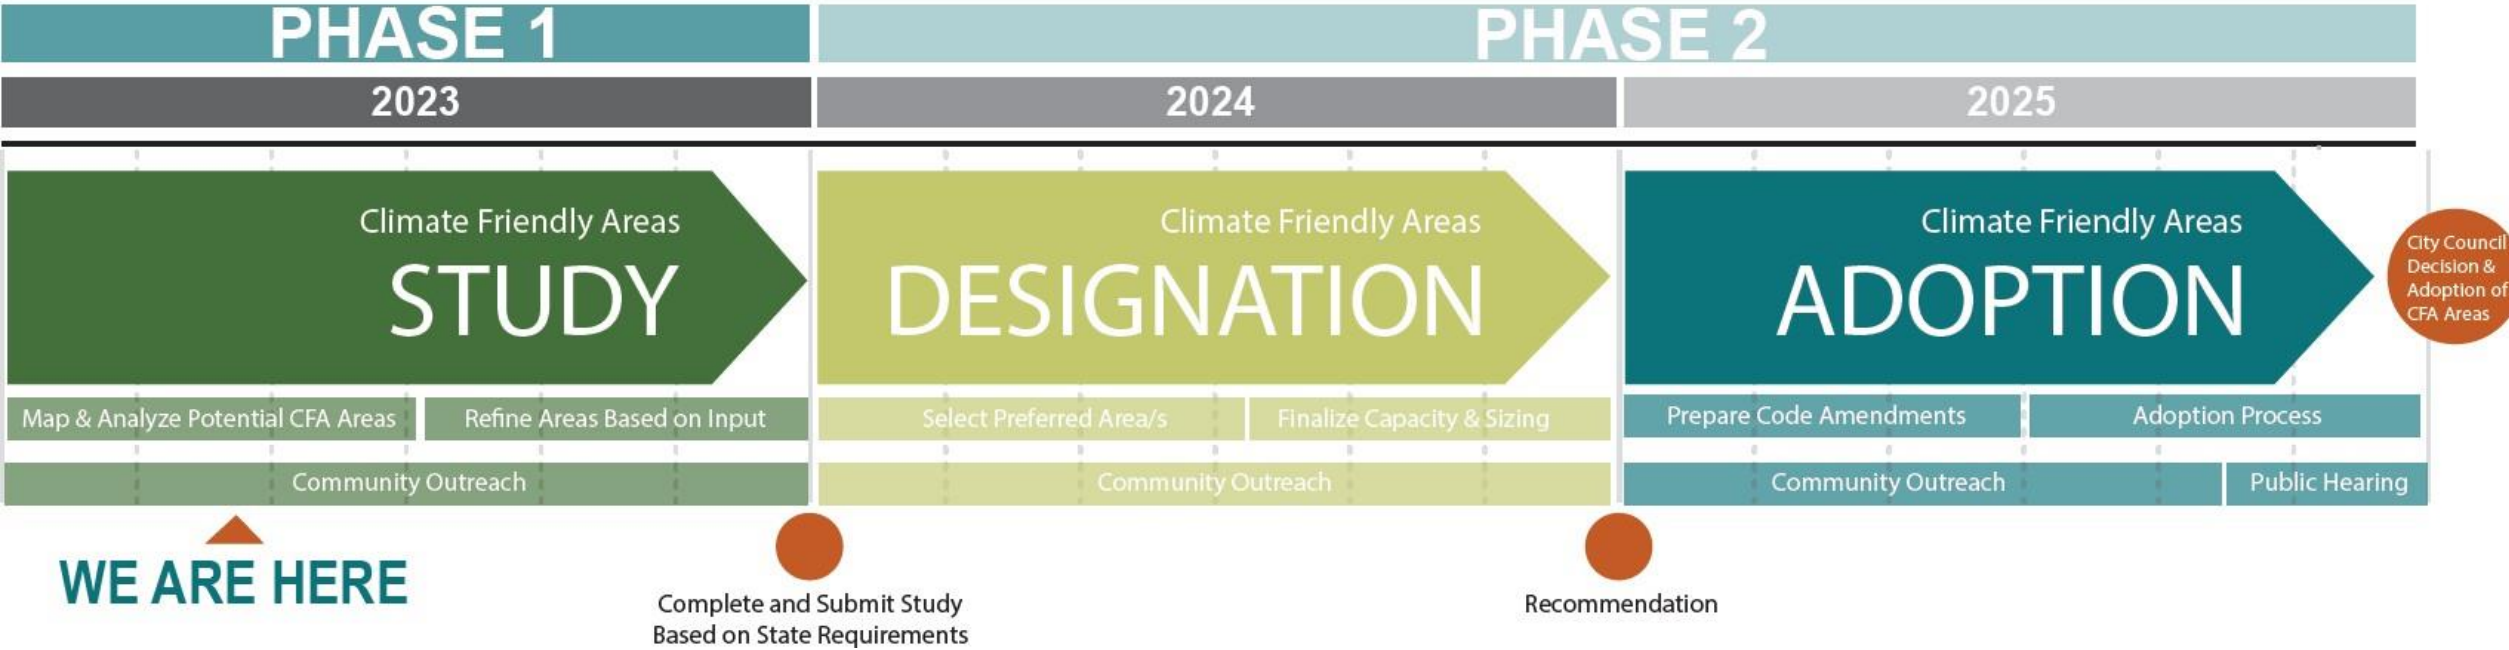 PHASE 1
PHASE 2
2023
2024
2025
Climate Friendly Areas
STUDY
Climate Friendly Areas
DESIGNATION
Climate Friendly Areas
ADOPTION
City Council
Decision &
Adoption of
CFA Areas
Map & Analyze Potential CFA Areas
Refine Areas Based on Input
Select Preferred Area/s
Finalize Capacity & Sizing
Prepare Code Amendments
Adoption Process
Community Outreach
Community Outreach
Community Outreach
Public Hearing
WE ARE HERE
Complete and Submit Study
Based on State Requirements
Recommendation